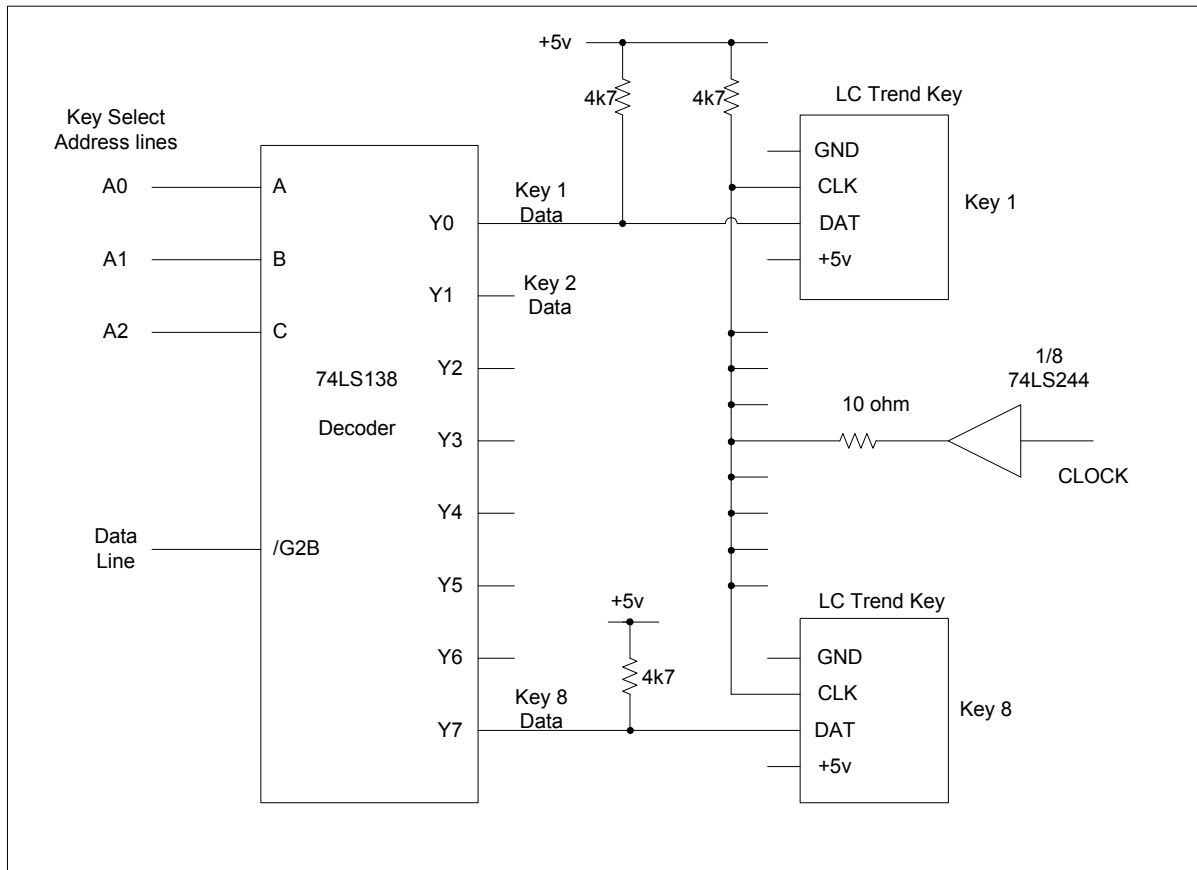 +5v
4k7
4k7
LC Trend Key
Key Select
Address lines
GND
A0
A
CLK
Key 1
Key 1
Data
Y0
DAT
A1
B
+5v
Y1
Key 2
Data
A2
C
1/8
74LS244
Y2
74LS138
10 ohm
Decoder
Y3
CLOCK
Y4
Data
Line
/G2B
Y5
+5v
LC Trend Key
Y6
4k7
GND
CLK
Key 8
Data
Key 8
Y7
DAT
+5v